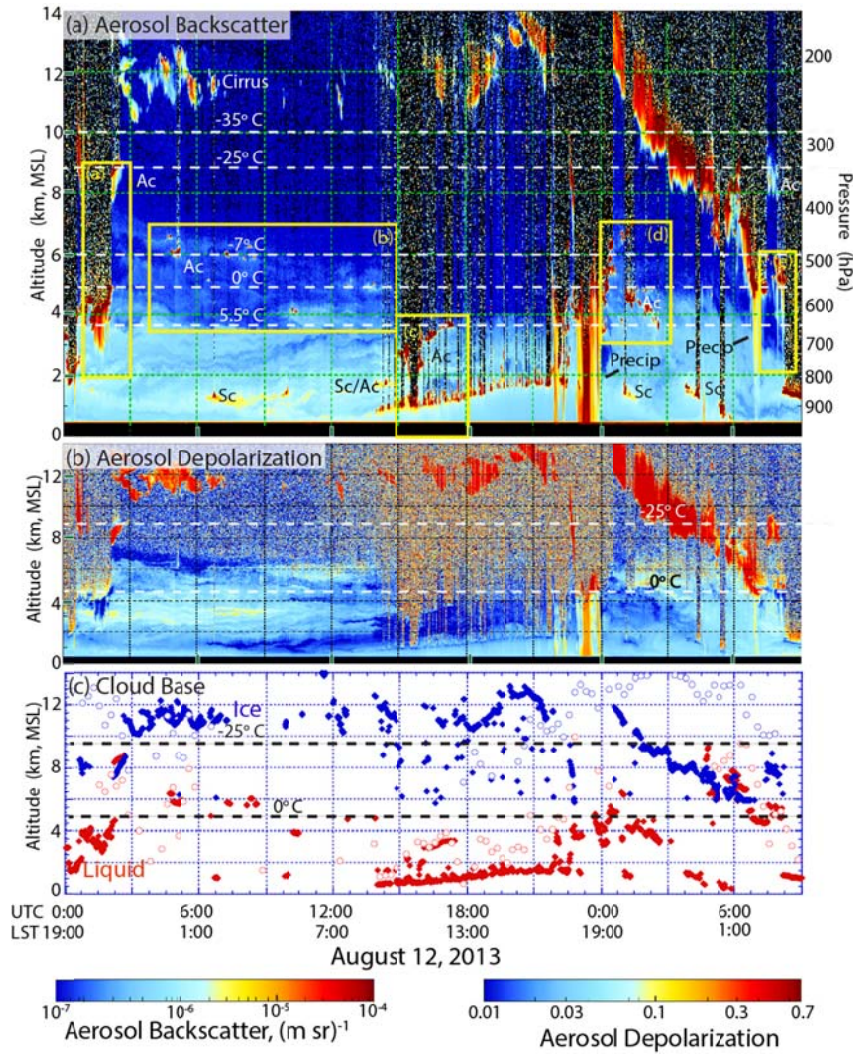 (a) Aerosol Backscatter
14
12
10
8
6
4
2
0
Altitude (km, MSL)
200
300
400
500
600
700
800
900
Pressure (hPa)
Cirrus
-35° C
-25° C
(a)
Ac
Ac
(b)
(d)
-7° C
Ac
0° C
5.5° C
Ac
Ac
Precip
Precip
Sc/Ac
Sc
Sc
Sc
(b) Aerosol Depolarization
12
8
4
0
Altitude (km, MSL)
-25° C
0° C
(c) Cloud Base
12
8
4
0
Altitude (km, MSL)
Ice
-25° C
0° C
Liquid
UTC 0:00 5:00 12:00 18:00 0:00 6:00
LST 19:00 1:00 7:00 13:00 19:00 1:00
August 12, 2013
10-7 10-6 10-5 10-4
Aerosol Backscatter, (m sr)-1
0.01 0.03 0.1 0.3 0.7
Aerosol Depolarization